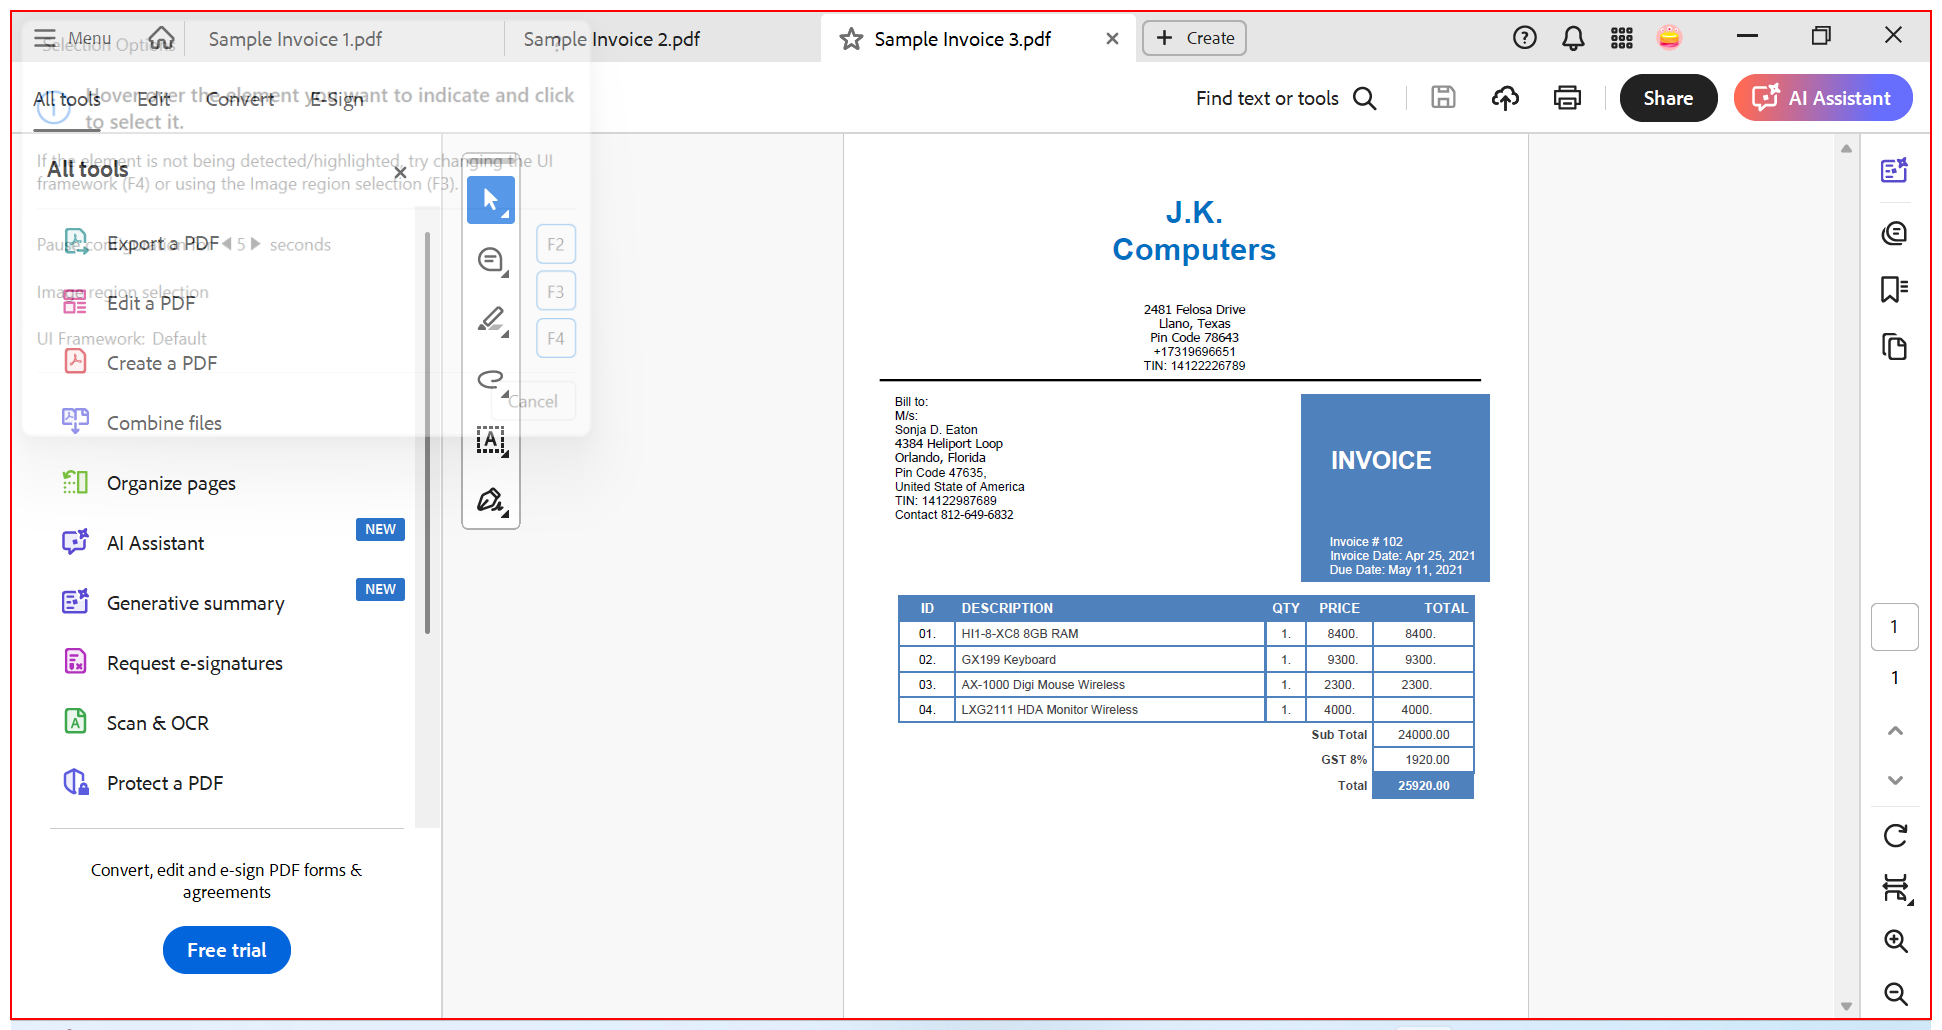 Menu
Selection Options
Sample Invoice 1.pdf
Sample Invoice 2.pdf
Sample Invoice 3.pdf
Create
?
All tools
Edit
Convert
E-Sign
Hover over the element you want to indicate and click
to select it.
Find text or tools
Share
AI Assistant
If the element is not being detected/highlighted, try changing the UI
framework (F4) or using the Image region selection (F3).
All tools
Pause configuration for 5 seconds
F2
Export a PDF
Image region selection
F3
Edit a PDF
UI Framework: Default
F4
Create a PDF
Cancel
Combine files
Organize pages
AI Assistant
NEW
Generative summary
NEW
Request e-signatures
Scan & OCR
Protect a PDF
Convert, edit and e-sign PDF forms &
agreements
Free trial
J.K.
Computers
2481 Felosa Drive
Llano, Texas
Pin Code 78643
+17319696651
TIN: 14122226789
Bill to:
M/s:
Sonja D. Eaton
4384 Heliport Loop
Orlando, Florida
Pin Code 47635,
United State of America
TIN: 14122987689
Contact 812-649-6832
INVOICE
Invoice # 102
Invoice Date: Apr 25, 2021
Due Date: May 11, 2021
ID DESCRIPTION QTY PRICE TOTAL
01. HI1-8-XC8 8GB RAM 1. 8400. 8400.
02. GX199 Keyboard 1. 9300. 9300.
03. AX-1000 Digi Mouse Wireless 1. 2300. 2300.
04. LXG2111 HDA Monitor Wireless 1. 4000. 4000.
Sub Total 24000.00
GST 8% 1920.00
Total 25920.00
1
1